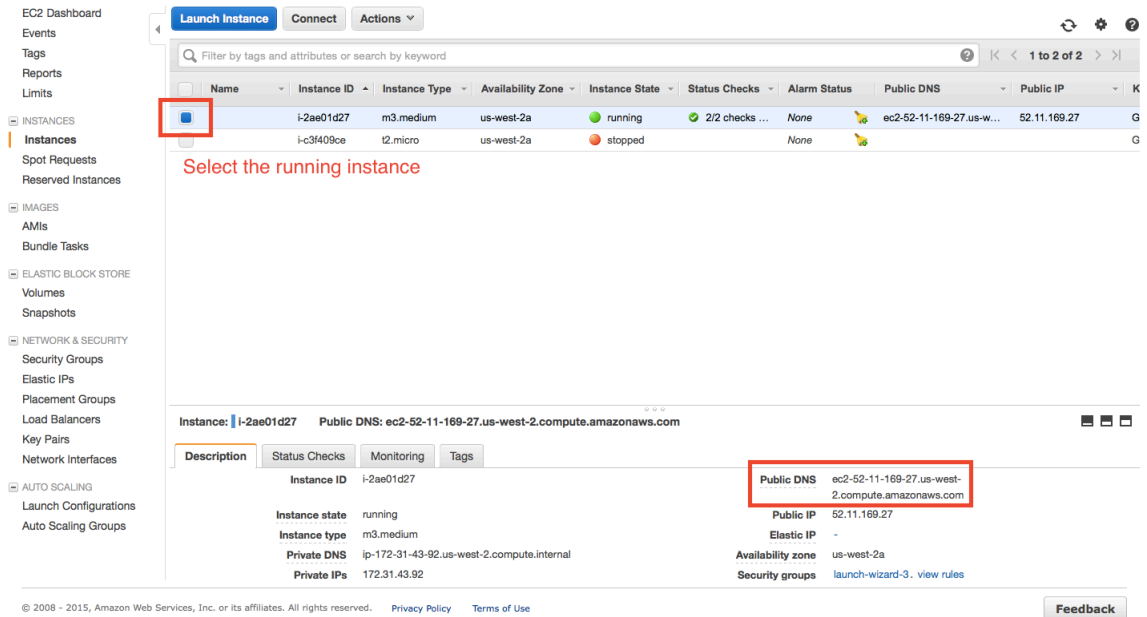 EC2 Dashboard
Events
Tags
Reports
Limits
INSTANCES
Instances
Spot Requests
Reserved Instances
IMAGES
AMIs
Bundle Tasks
ELASTIC BLOCK STORE
Volumes
Snapshots
NETWORK & SECURITY
Security Groups
Elastic IPs
Placement Groups
Load Balancers
Key Pairs
Network Interfaces
AUTO SCALING
Launch Configurations
Auto Scaling Groups
Launch Instance Connect Actions
Filter by tags and attributes or search by keyword 1 to 2 of 2
Name Instance ID Instance Type Availability Zone Instance State Status Checks Alarm Status Public DNS Public IP K
i-2ae01d27 m3.medium us-west-2a running 2/2 checks ... None ec2-52-11-169-27.us-w... 52.11.169.27 G
i-c3f409ce t2.micro us-west-2a stopped None G
Select the running instance
Instance: i-2ae01d27 Public DNS: ec2-52-11-169-27.us-west-2.compute.amazonaws.com
Description Status Checks Monitoring Tags
Instance ID i-2ae01d27
Instance state running
Instance type m3.medium
Private DNS ip-172-31-43-92.us-west-2.compute.internal
Private IPs 172.31.43.92
Public DNS ec2-52-11-169-27.us-west-
2.compute.amazonaws.com
Public IP 52.11.169.27
Elastic IP -
Availability zone us-west-2a
Security groups launch-wizard-3. view rules
© 2008 - 2015, Amazon Web Services, Inc. or its affiliates. All rights reserved. Privacy Policy Terms of Use
Feedback